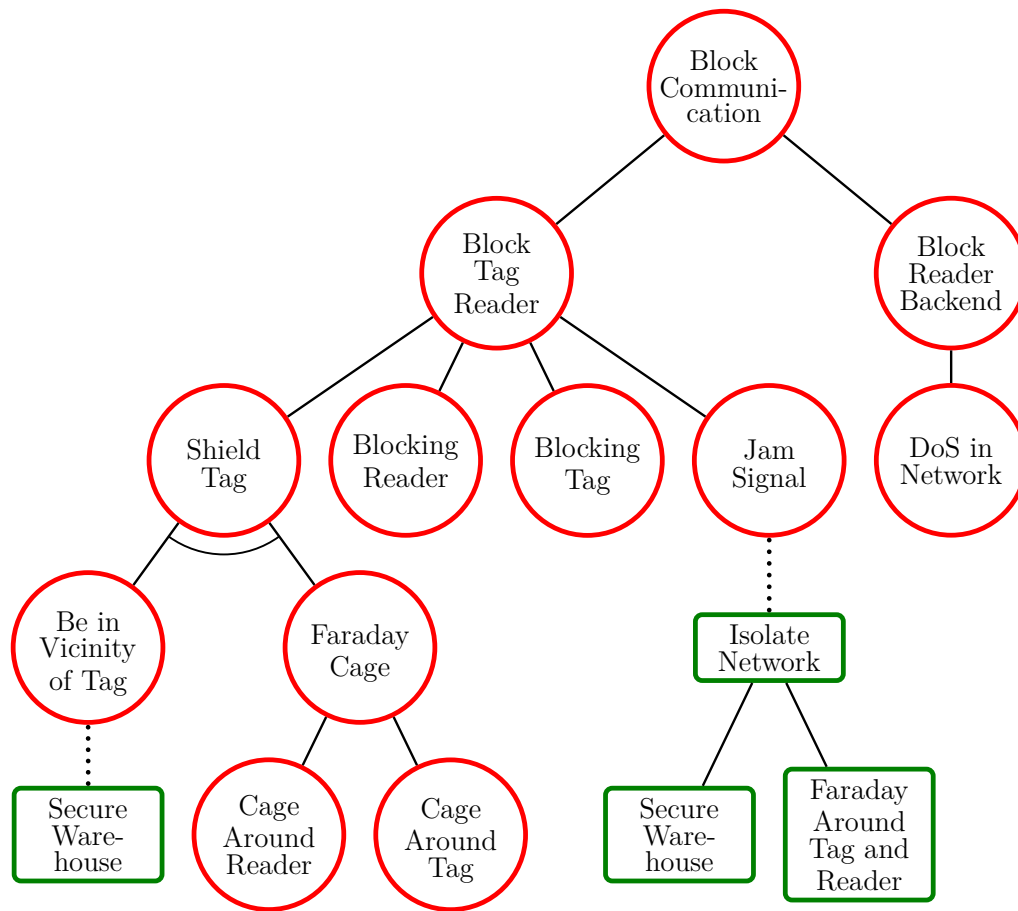 Block
Communi-
cation
Block
Tag
Reader
Block
Reader
Backend
Shield
Tag
Blocking
Reader
Blocking
Tag
Jam
Signal
DoS in
Network
Be in
Vicinity
of Tag
Faraday
Cage
Isolate
Network
Secure
Ware-
house
Cage
Around
Reader
Cage
Around
Tag
Secure
Ware-
house
Faraday
Around
Tag and
Reader